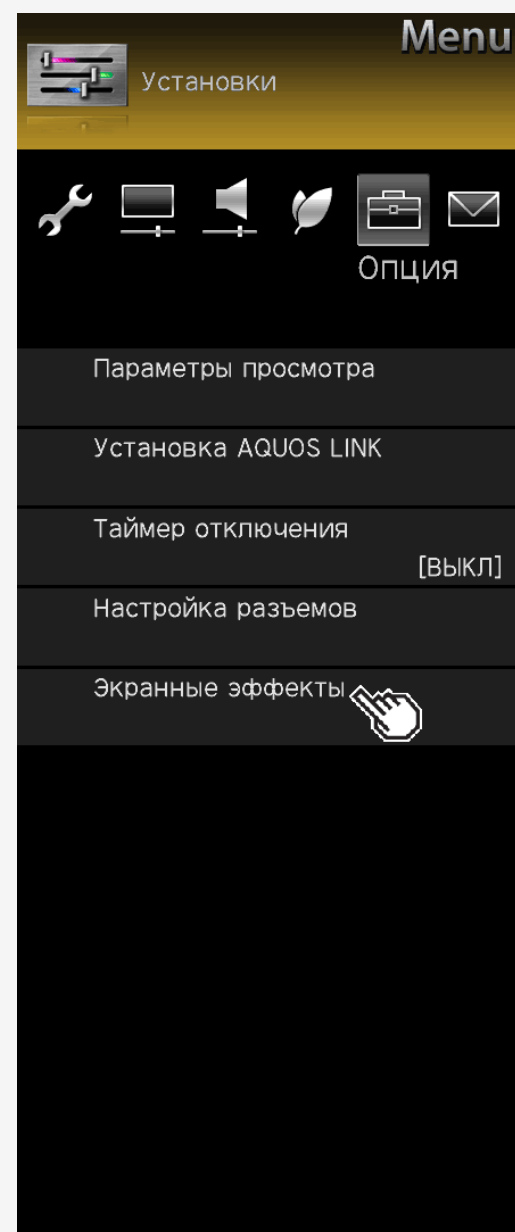 Menu
Установки
Опция
Параметры просмотра
Установка AQUOS LINK
Таймер отключения
[ВЫКЛ]
Настройка разъемов
Экранные эффекты